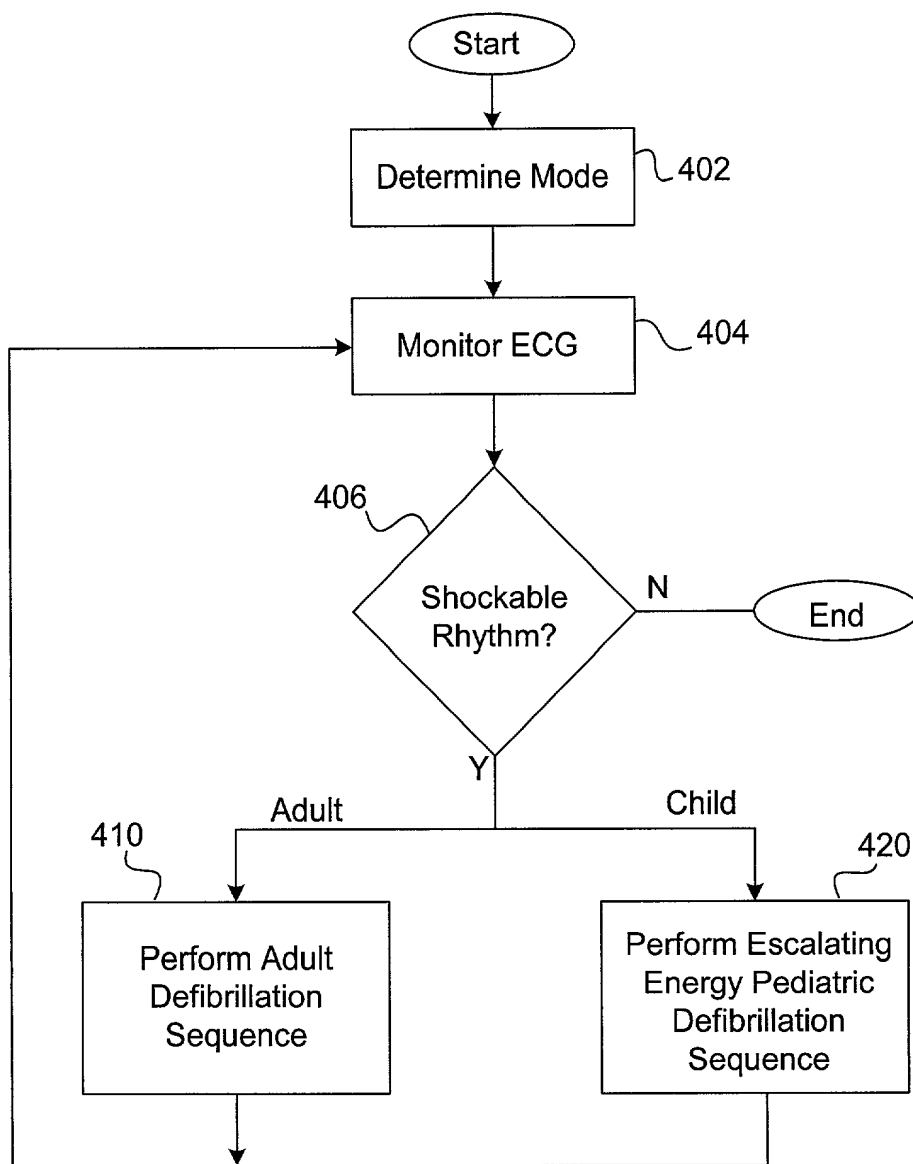 Start
Determine Mode
402
Monitor ECG
404
406
Shockable
Rhythm?
N
End
Y
Adult
Child
410
420
Perform Adult
Defibrillation
Sequence
Perform Escalating
Energy Pediatric
Defibrillation
Sequence